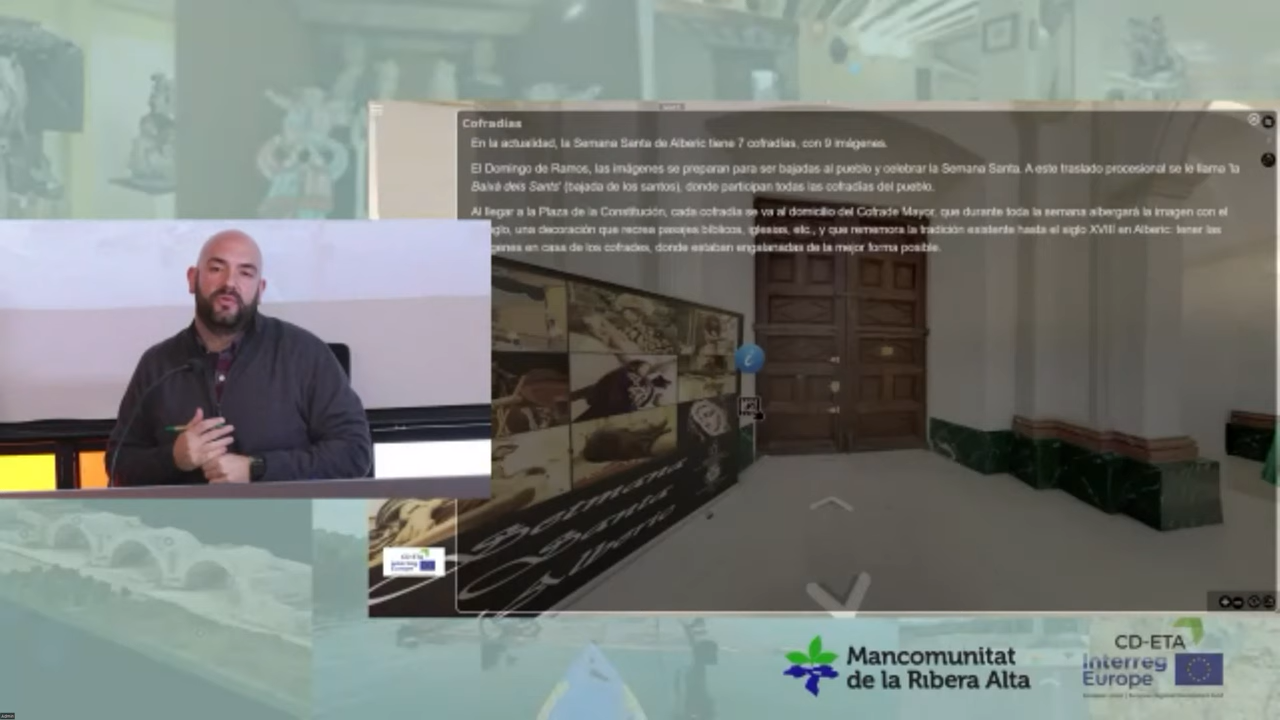 Cofradías
En la actualidad, la Semana Santa de Alberic tiene 7 cofradías, con 9 imágenes.
El Domingo de Ramos, las imágenes se preparan para ser bajadas al pueblo y celebrar la Semana Santa. A este traslado procesional se le llama 'la
Baixà dels Sants' (bajada de los santos), donde participan todas las cofradías del pueblo.
Al llegar a la Plaza de la Constitución, cada cofradía se va al domicilio del Cofrade Mayor, que durante toda la semana albergará la imagen con el
una decoración que recrea pasajes bíblicos, iglesias, etc., y que rememora la tradición existente hasta el siglo XVIII en Alberic: tener las
en casa de los cofrades, donde estaban engalanadas de la mejor forma posible.
Setmana
Santa
Alberic
CD-ETA
Interreg
Europe
Mancomunitat
de la Ribera Alta
CD-ETA
Interreg
Europe